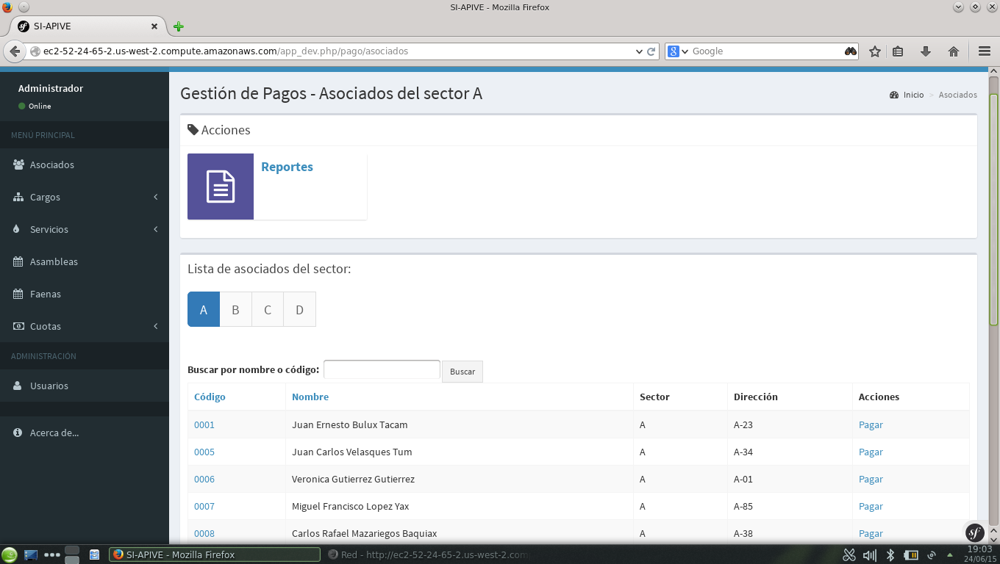 SI-APIVE - Mozilla Firefox
SI-APIVE
ec2-52-24-65-2.us-west-2.compute.amazonaws.com/app_dev.php/pago/asociados
Google
Administrador
Online
MENÚ PRINCIPAL
Asociados
Cargos
Servicios
Asambleas
Faenas
Cuotas
ADMINISTRACIÓN
Usuarios
Acerca de...
Gestión de Pagos - Asociados del sector A
Inicio > Asociados
Acciones
Reportes
Lista de asociados del sector:
A B C D
Buscar por nombre o código: Buscar
Código Nombre Sector Dirección Acciones
0001 Juan Ernesto Bulux Tacam A A-23 Pagar
0005 Juan Carlos Velasques Tum A A-34 Pagar
0006 Veronica Gutierrez Gutierrez A A-01 Pagar
0007 Miguel Francisco Lopez Yax A A-85 Pagar
0008 Carlos Rafael Mazariegos Baquiax A A-38 Pagar
SI-APIVE - Mozilla Firefox
Red - http://ec2-52-24-65-2.us-west-2.com
19:03
24/06/15